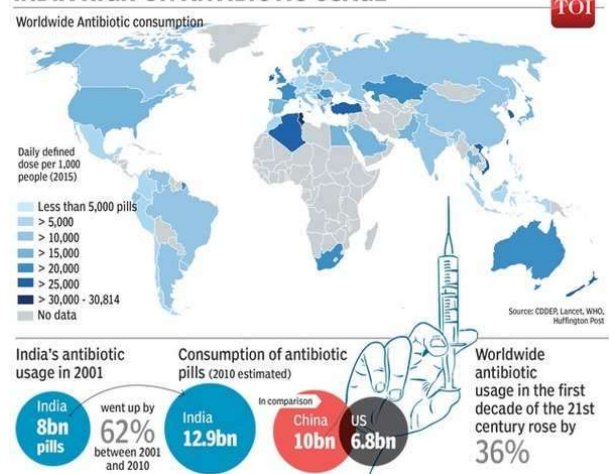 TOI
Worldwide Antibiotic consumption
Daily defined
dose per 1,000
people (2015)
Less than 5,000 pills
> 5,000
> 10,000
> 15,000
> 20,000
> 25,000
> 30,000 - 30,814
No data
Source: CDDEP, Lancet, WHO,
Huffington Post
India's antibiotic
usage in 2001
India
8bn
pills
went up by
62%
between 2001
and 2010
Consumption of antibiotic
pills (2010 estimated)
India
12.9bn
In comparison
China
10bn
US
6.8bn
Worldwide
antibiotic
usage in the first
decade of the 21st
century rose by
36%